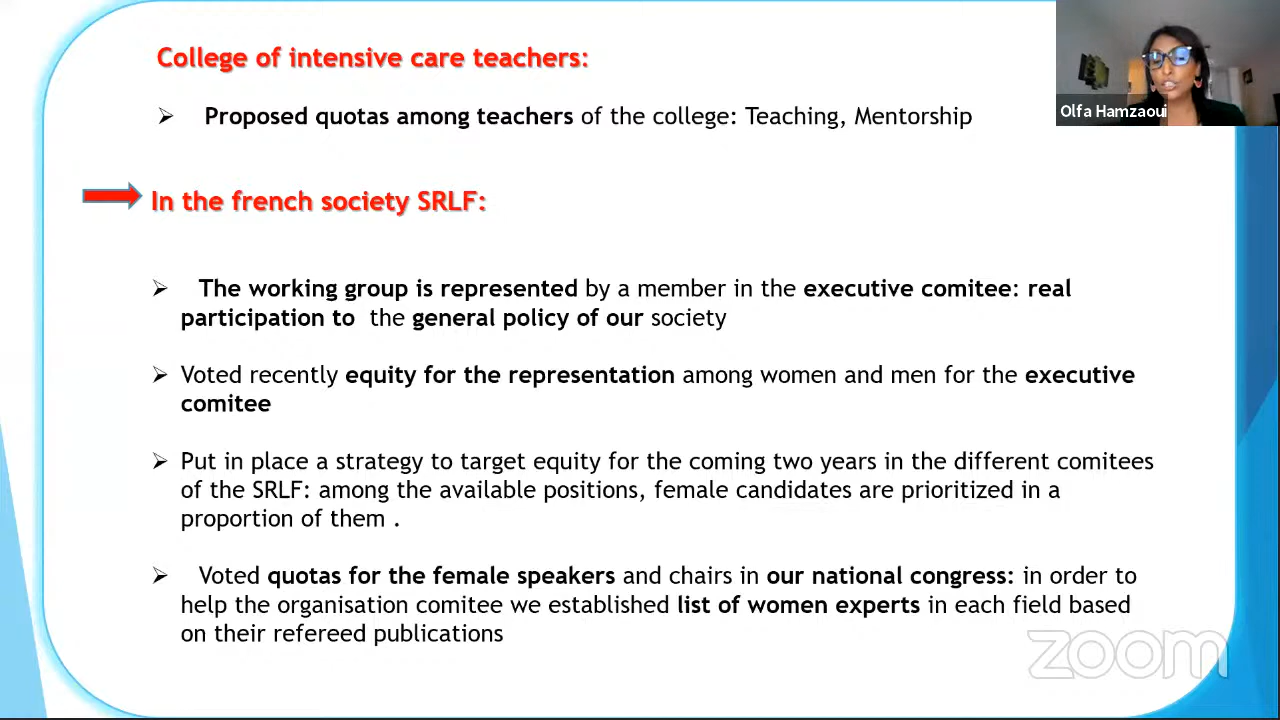 College of intensive care teachers:
Proposed quotas among teachers of the college: Teaching, Mentorship
Olfa Hamzaoui
In the french society SRLF:
The working group is represented by a member in the executive comitee: real
participation to the general policy of our society
Voted recently equity for the representation among women and men for the executive
comitee
Put in place a strategy to target equity for the coming two years in the different comitees
of the SRLF: among the available positions, female candidates are prioritized in a
proportion of them .
Voted quotas for the female speakers and chairs in our national congress: in order to
help the organisation comitee we established list of women experts in each field based
on their refereed publications
zoom